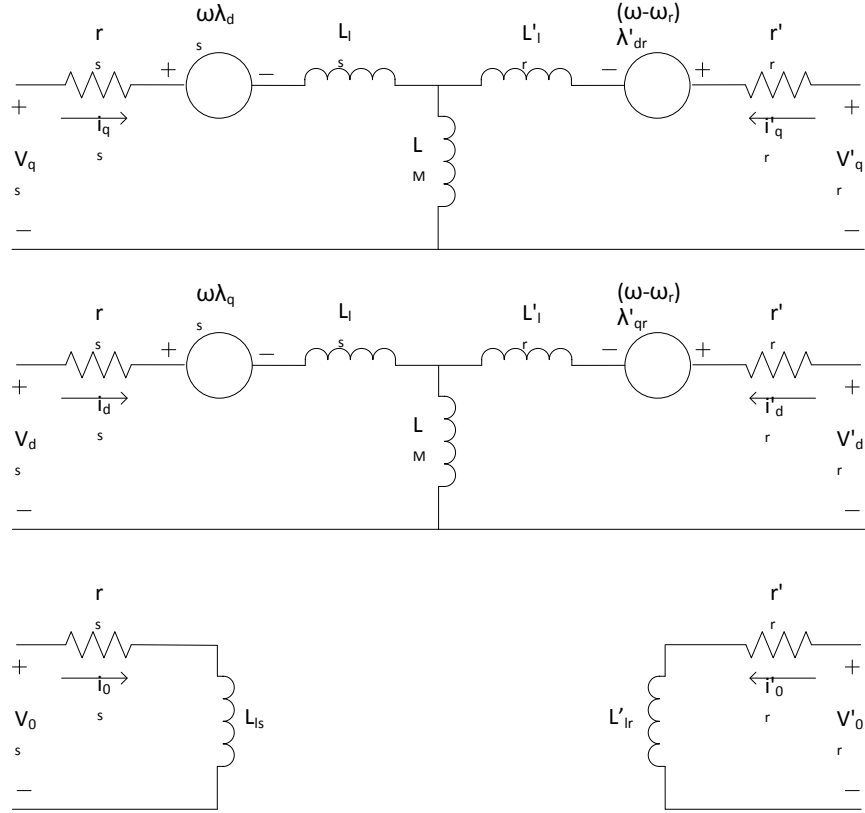 ωλd s
Ll s
L'l r
(ω-ωr)
λ'dr
r s
r' r
+
−
−
+
+
iq s
i'q r
+
L M
Vq s
V'q r
−
−
ωλq s
Ll s
L'l r
(ω-ωr)
λ'qr
r s
r' r
+
−
−
+
+
id s
i'd r
+
L M
Vd s
V'd r
−
−
r s
r' r
+
i0 s
i'0 r
+
V0 s
Lls
L'lr
V'0 r
−
−